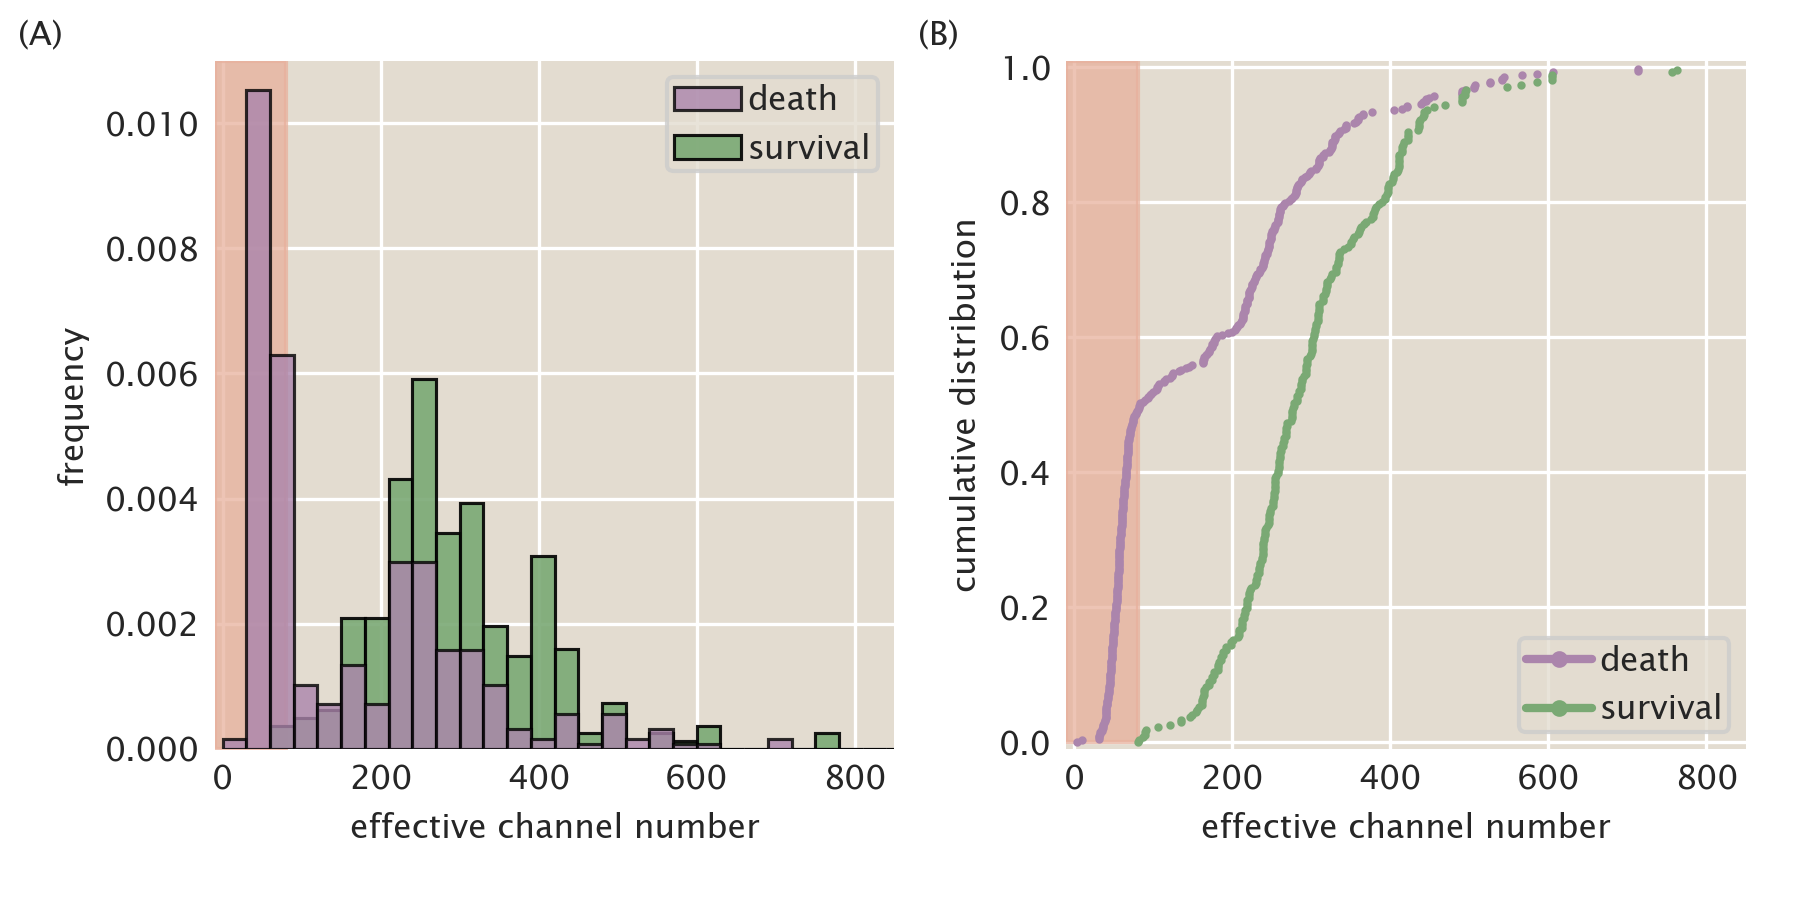 (A)
death
survival
0.010
0.008
0.006
0.004
0.002
0.000
frequency
0 200 400 600 800
effective channel number
(B)
1.0
0.8
0.6
0.4
0.2
0.0
cumulative distribution
death
survival
0 200 400 600 800
effective channel number